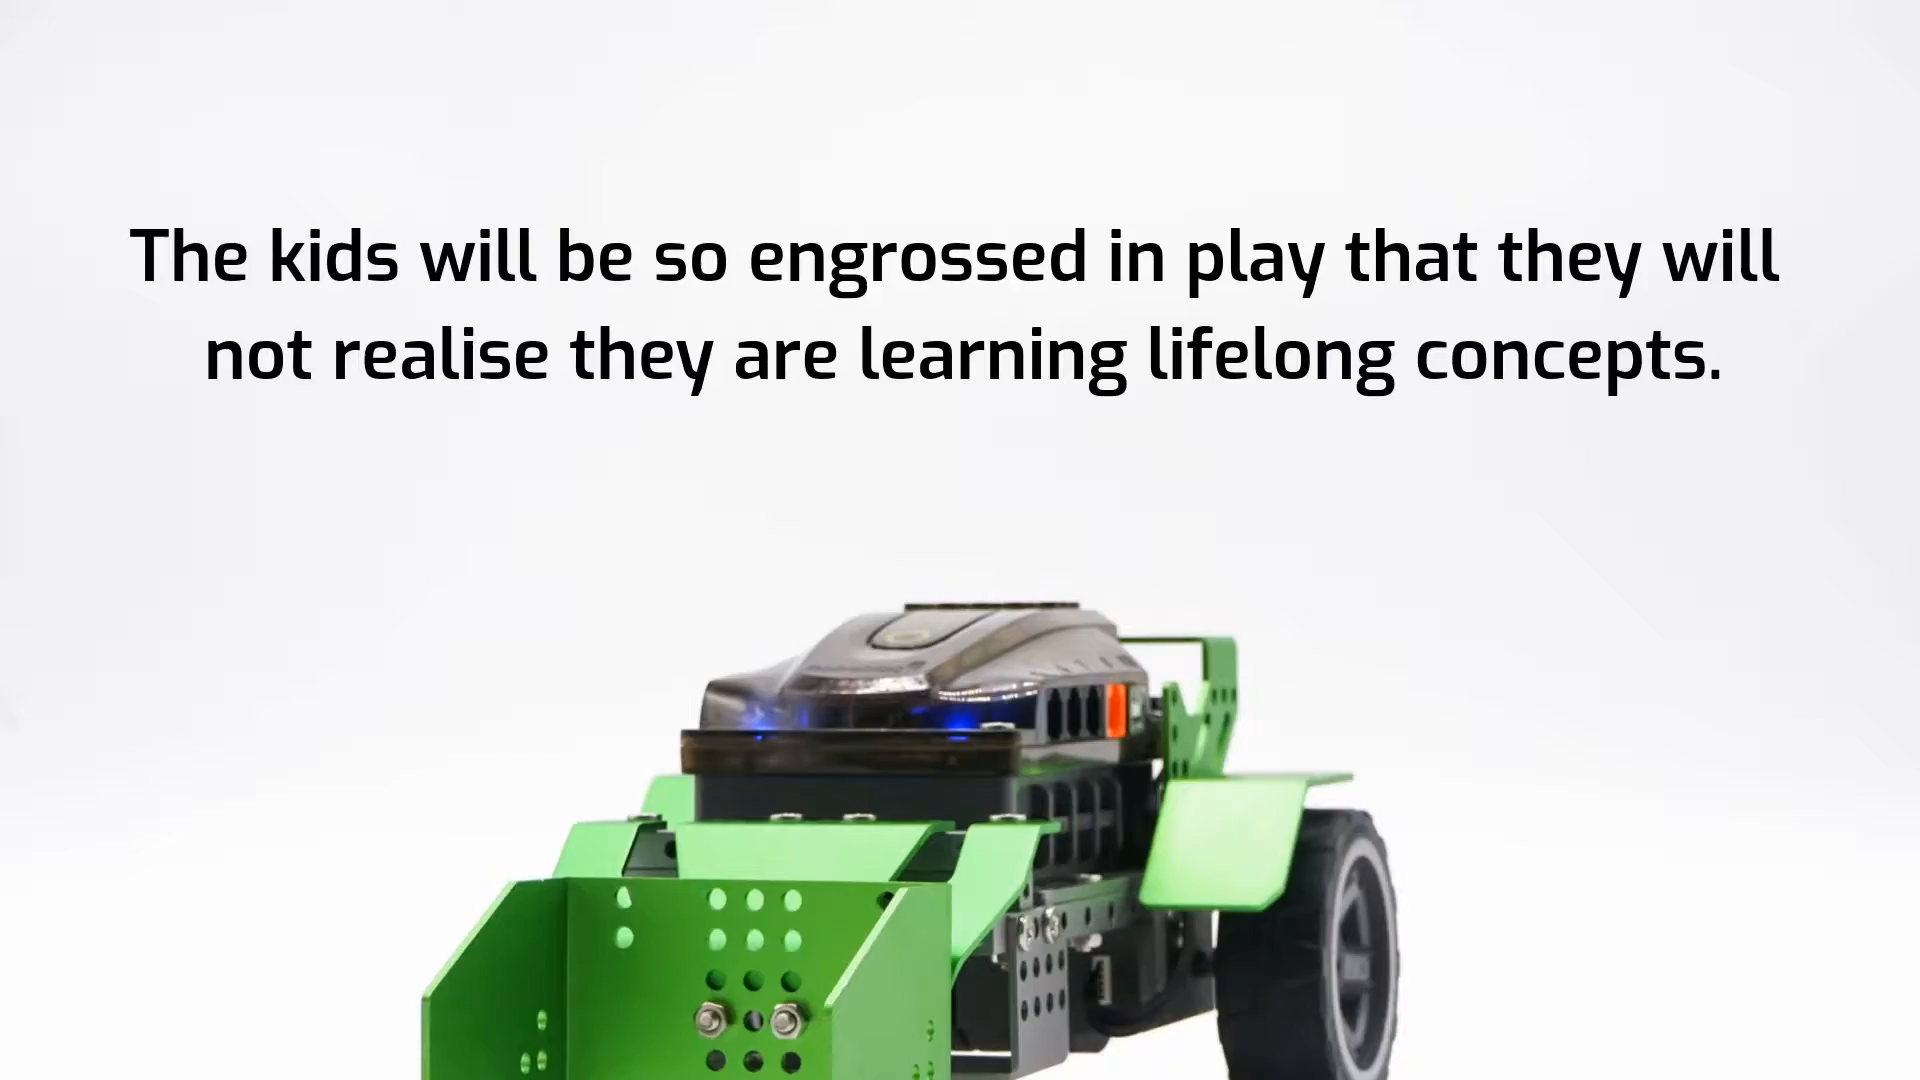 The kids will be so engrossed in play that they will
not realise they are learning lifelong concepts.